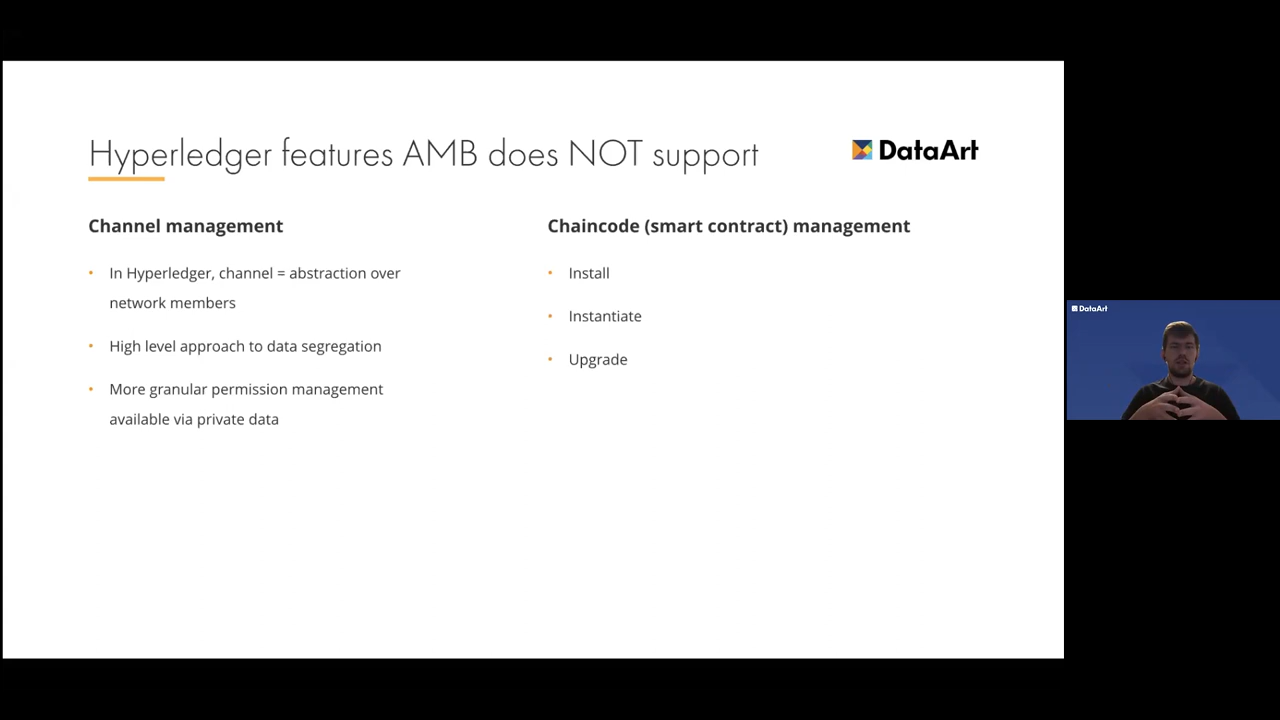 Hyperledger features AMB does NOT support
DataArt
Channel management
• In Hyperledger, channel = abstraction over
network members
• High level approach to data segregation
• More granular permission management
available via private data
Chaincode (smart contract) management
• Install
• Instantiate
• Upgrade
DataArt